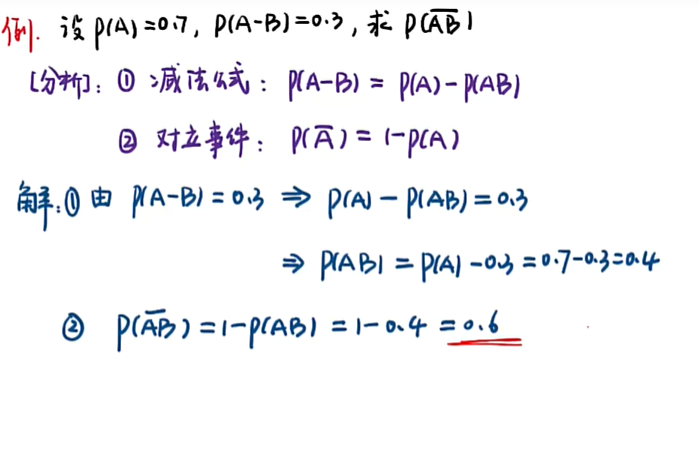 例. 设 P(A)=0.7, P(A-B)=0.3, 求 P(\overline{AB})
[分析]: ① 减法公式: P(A-B) = P(A)-P(AB)
② 对立事件: P(\overline{A}) = 1-P(A)
解:① 由 P(A-B)=0.3 ⇒ P(A)-P(AB)=0.3
⇒ P(AB) = P(A)-0.3=0.7-0.3=0.4
② P(\overline{AB})=1-P(AB)=1-0.4=0.6